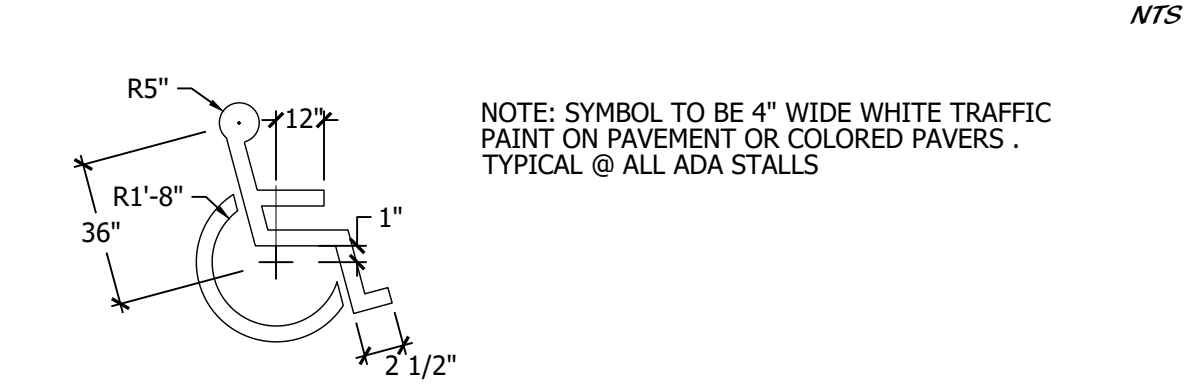 NTS
R5"
12"
NOTE: SYMBOL TO BE 4" WIDE WHITE TRAFFIC
PAINT ON PAVEMENT OR COLORED PAVERS .
TYPICAL @ ALL ADA STALLS
R1'-8"
1"
36"
2 1/2"